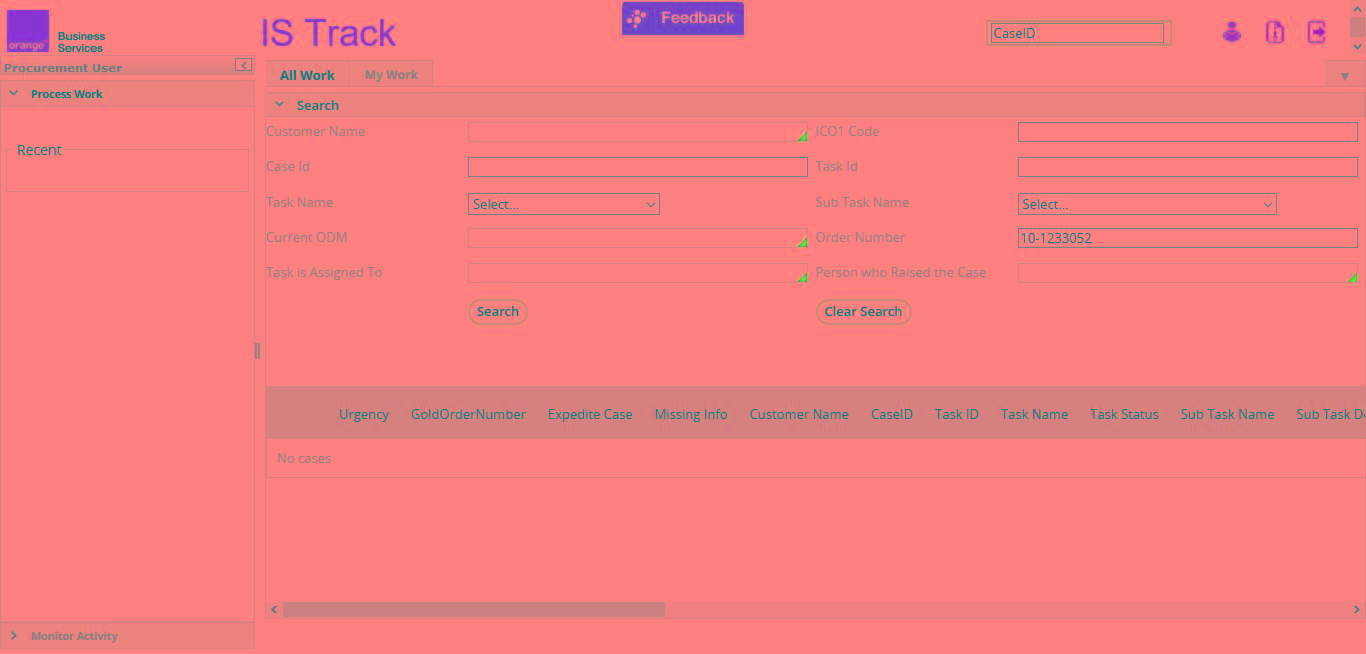 orange™
Business
Services
IS Track
Feedback
CaseID
Procurement User
Process Work
Recent
Monitor Activity
All Work My Work
Search
Customer Name ICO1 Code
Case Id Task Id
Task Name Select... Sub Task Name Select...
Current ODM Order Number 10-1233052
Task is Assigned To Person who Raised the Case
Search Clear Search
Urgency GoldOrderNumber Expedite Case Missing Info Customer Name CaseID Task ID Task Name Task Status Sub Task Name Sub Task De
No cases